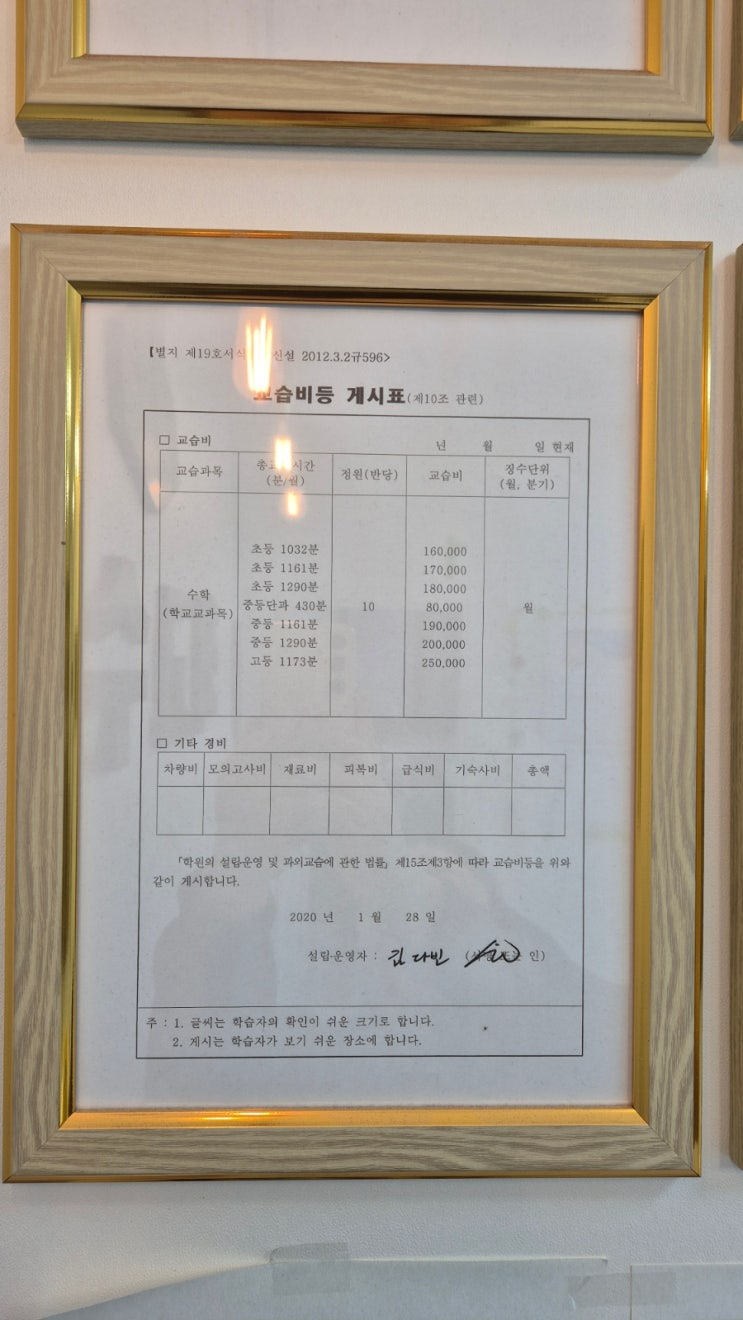 【별지 제19호서식 신설 2012.3.2규596>
교습비등 게시표(제10조 관련)
□ 교습비
년 월 일 현재
교습과목 총교습시간 (분/월) 정원(반당) 교습비 징수단위 (월, 분기)
수학
(학교교과목)
초등 1032분 160,000
초등 1161분 170,000
초등 1290분 180,000
중등단과 430분 10 80,000 월
중등 1161분 190,000
중등 1290분 200,000
고등 1173분 250,000
□ 기타 경비
차량비 모의고사비 재료비 피복비 급식비 기숙사비 총액
「학원의 설립운영 및 과외교습에 관한 법률」 제15조제3항에 따라 교습비등을 위와
같이 게시합니다.
2020 년 1 월 28 일
설립·운영자 : 김다빈 인)
주 : 1. 글씨는 학습자의 확인이 쉬운 크기로 합니다.
2. 게시는 학습자가 보기 쉬운 장소에 합니다.